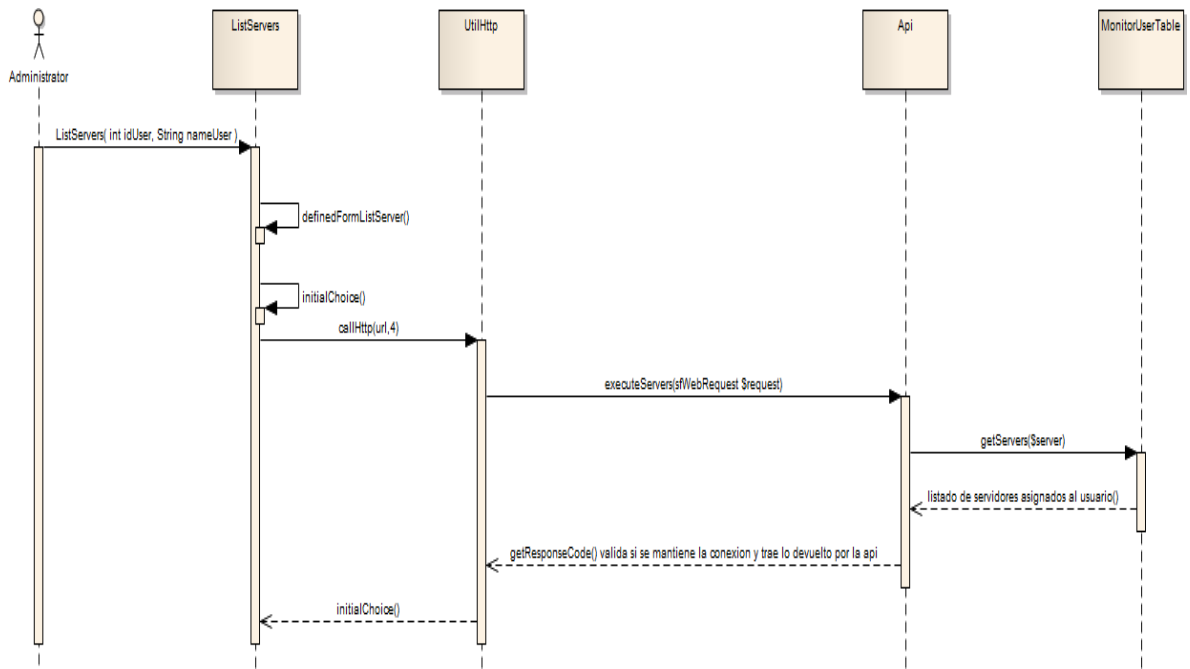 ListServers
UtilHttp
Api
MonitorUserTable
Administrator
ListServers( int idUser, String nameUser )
definedFormListServer()
initialChoice()
callHttp(url,4)
executeServers(sfWebRequest $request)
getServers($server)
listado de servidores asignados al usuario()
getResponseCode() valida si se mantiene la conexion y trae lo devuelto por la api
initialChoice()